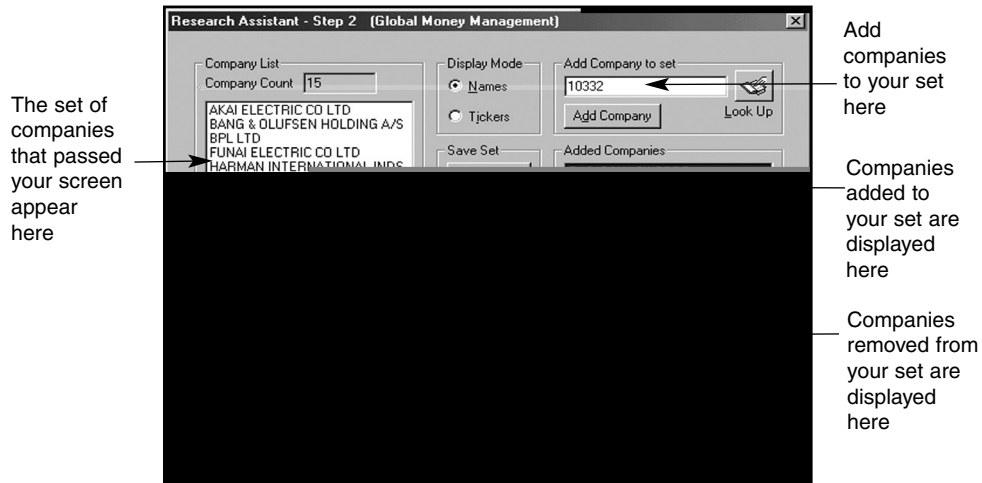 Research Assistant - Step 2 (Global Money Management)
Company List
Company Count 15
AKAI ELECTRIC CO LTD
BANG & OLUFSEN HOLDING A/S
BPL LTD
FUNAI ELECTRIC CO LTD
HARMAN INTERNATIONAL INDS
Display Mode
Names
Tickers
Save Set
Add Company to set
10332
Add Company
Look Up
Added Companies
The set of
companies
that passed
your screen
appear
here
Add
companies
to your set
here
Companies
added to
your set are
displayed
here
Companies
removed from
your set are
displayed
here